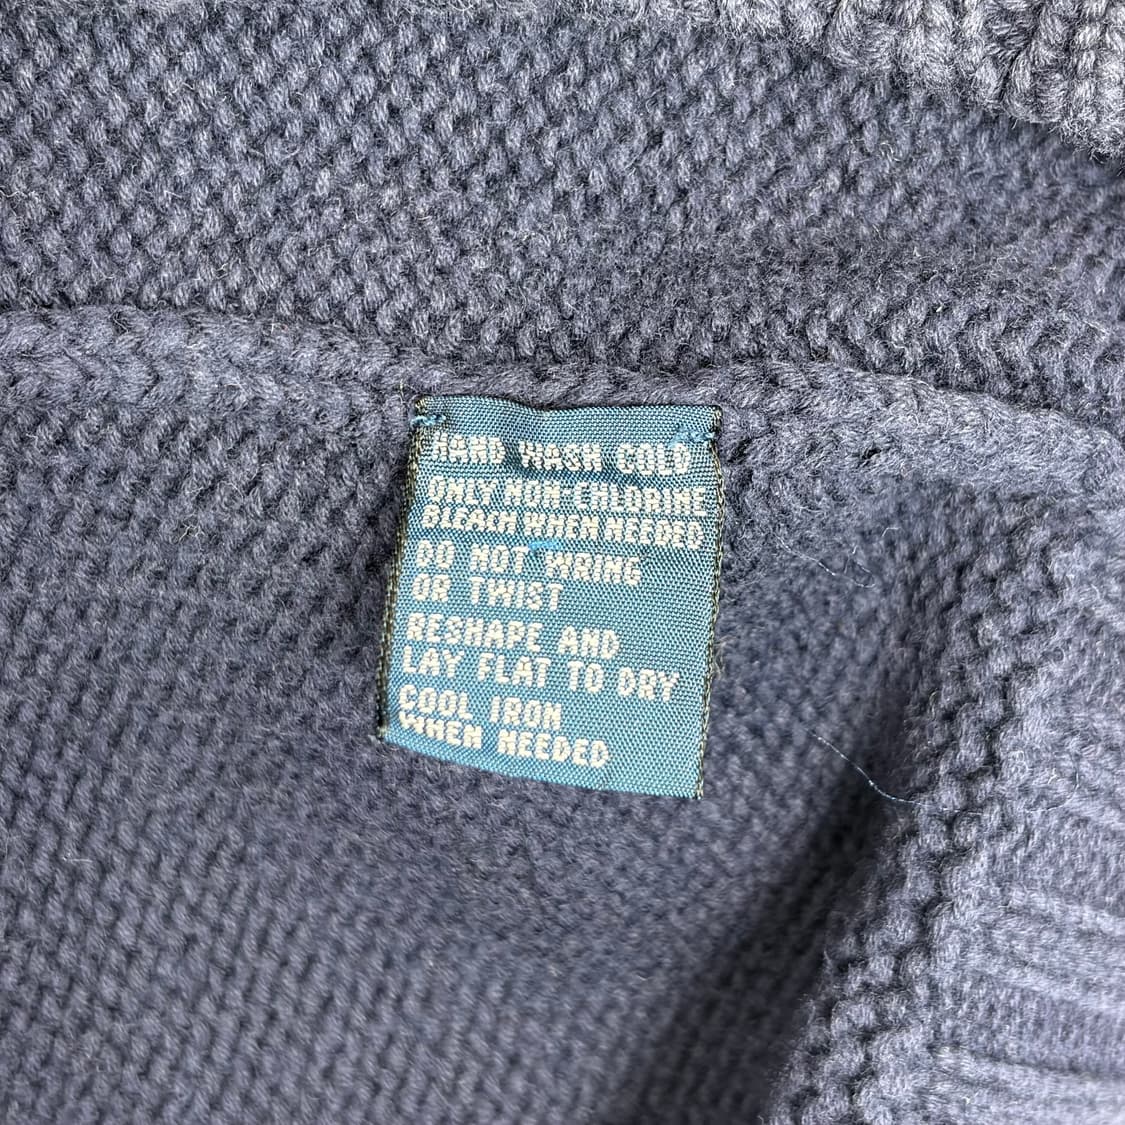 HAND WASH COLD
ONLY NON-CHLORINE
BLEACH WHEN NEEDED
DO NOT WRING
OR TWIST
RESHAPE AND
LAY FLAT TO DRY
COOL IRON
WHEN NEEDED